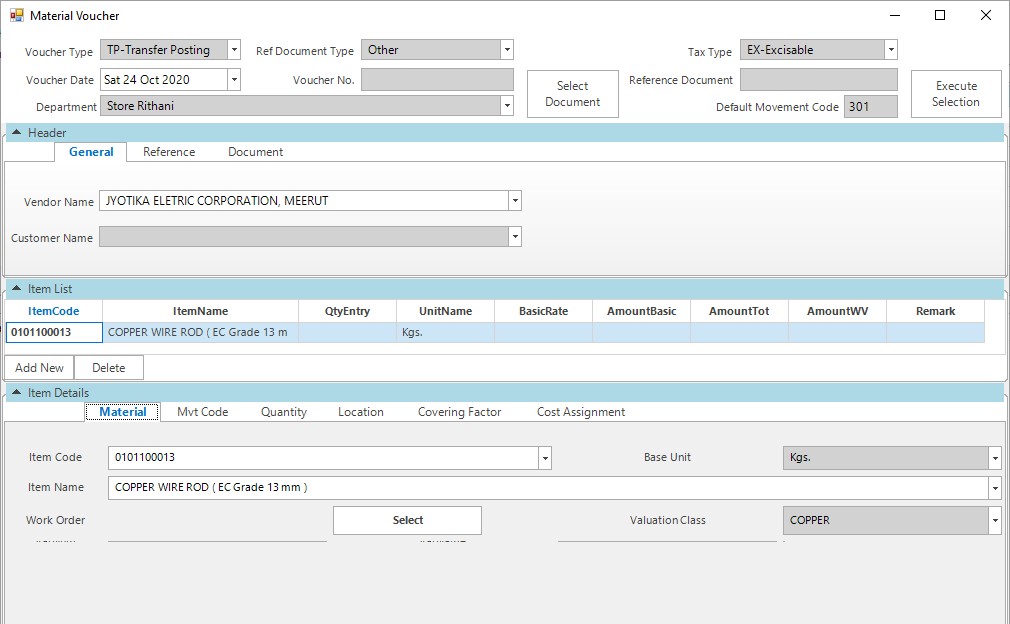 Material Voucher
Voucher Type TP-Transfer Posting Ref Document Type Other Tax Type EX-Excisable
Voucher Date Sat 24 Oct 2020 Voucher No. Select Document Reference Document Execute Selection
Department Store Rithani Default Movement Code 301
Header
General Reference Document
Vendor Name JYOTIKA ELETRIC CORPORATION, MEERUT
Customer Name
Item List
ItemCode ItemName QtyEntry UnitName BasicRate AmountBasic AmountTot AmountWV Remark
0101100013 COPPER WIRE ROD ( EC Grade 13 m Kgs.
Add New Delete
Item Details
Material Mvt Code Quantity Location Covering Factor Cost Assignment
Item Code 0101100013 Base Unit Kgs.
Item Name COPPER WIRE ROD ( EC Grade 13 mm )
Work Order Select Valuation Class COPPER